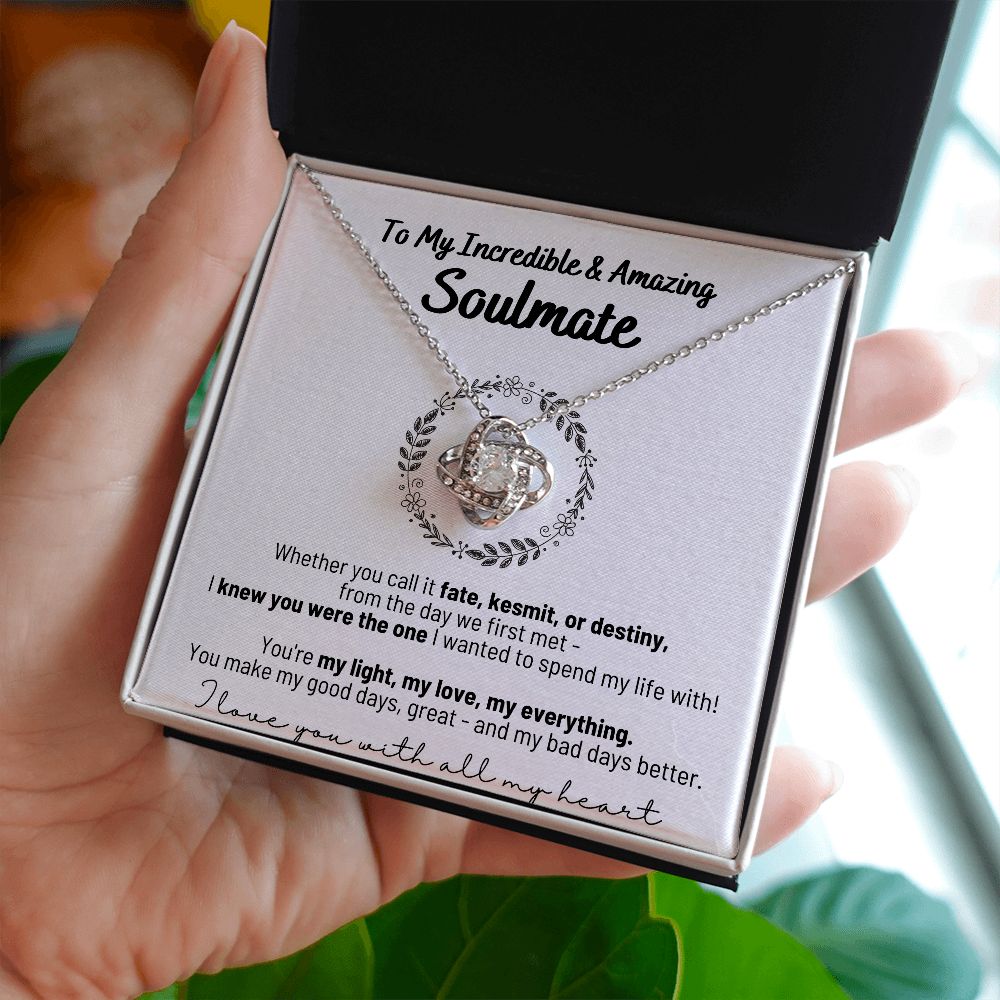 To My Incredible & Amazing
Soulmate
Whether you call it fate, kesmit, or destiny,
from the day we first met -
I knew you were the one I wanted to spend my life with!
You're my light, my love, my everything.
You make my good days, great - and my bad days better.
I love you with all my heart